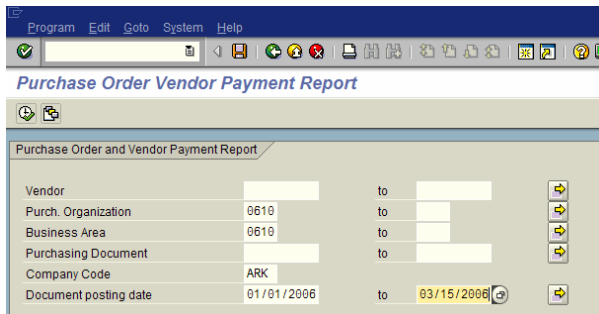 Program Edit Goto System Help
Purchase Order Vendor Payment Report
Purchase Order and Vendor Payment Report
Vendor to
Purch. Organization 0610 to
Business Area 0610 to
Purchasing Document to
Company Code ARK
Document posting date 01/01/2006 to 03/15/2006